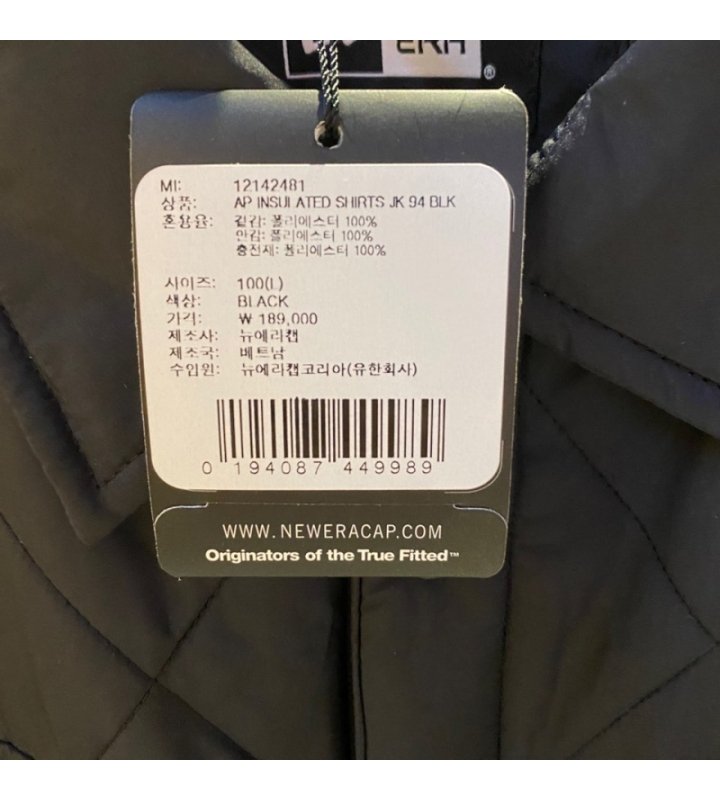 ERA
®
MI: 12142481
상품: AP INSULATED SHIRTS JK 94 BLK
혼용율: 겉감: 폴리에스터 100%
안감: 폴리에스터 100%
충전재: 폴리에스터 100%
사이즈: 100(L)
색상: BLACK
가격: ₩ 189,000
제조사: 뉴에라캡
제조국: 베트남
수입원: 뉴에라캡코리아(유한회사)
0 194087 449989
WWW.NEWERACAP.COM
Originators of the True Fitted™